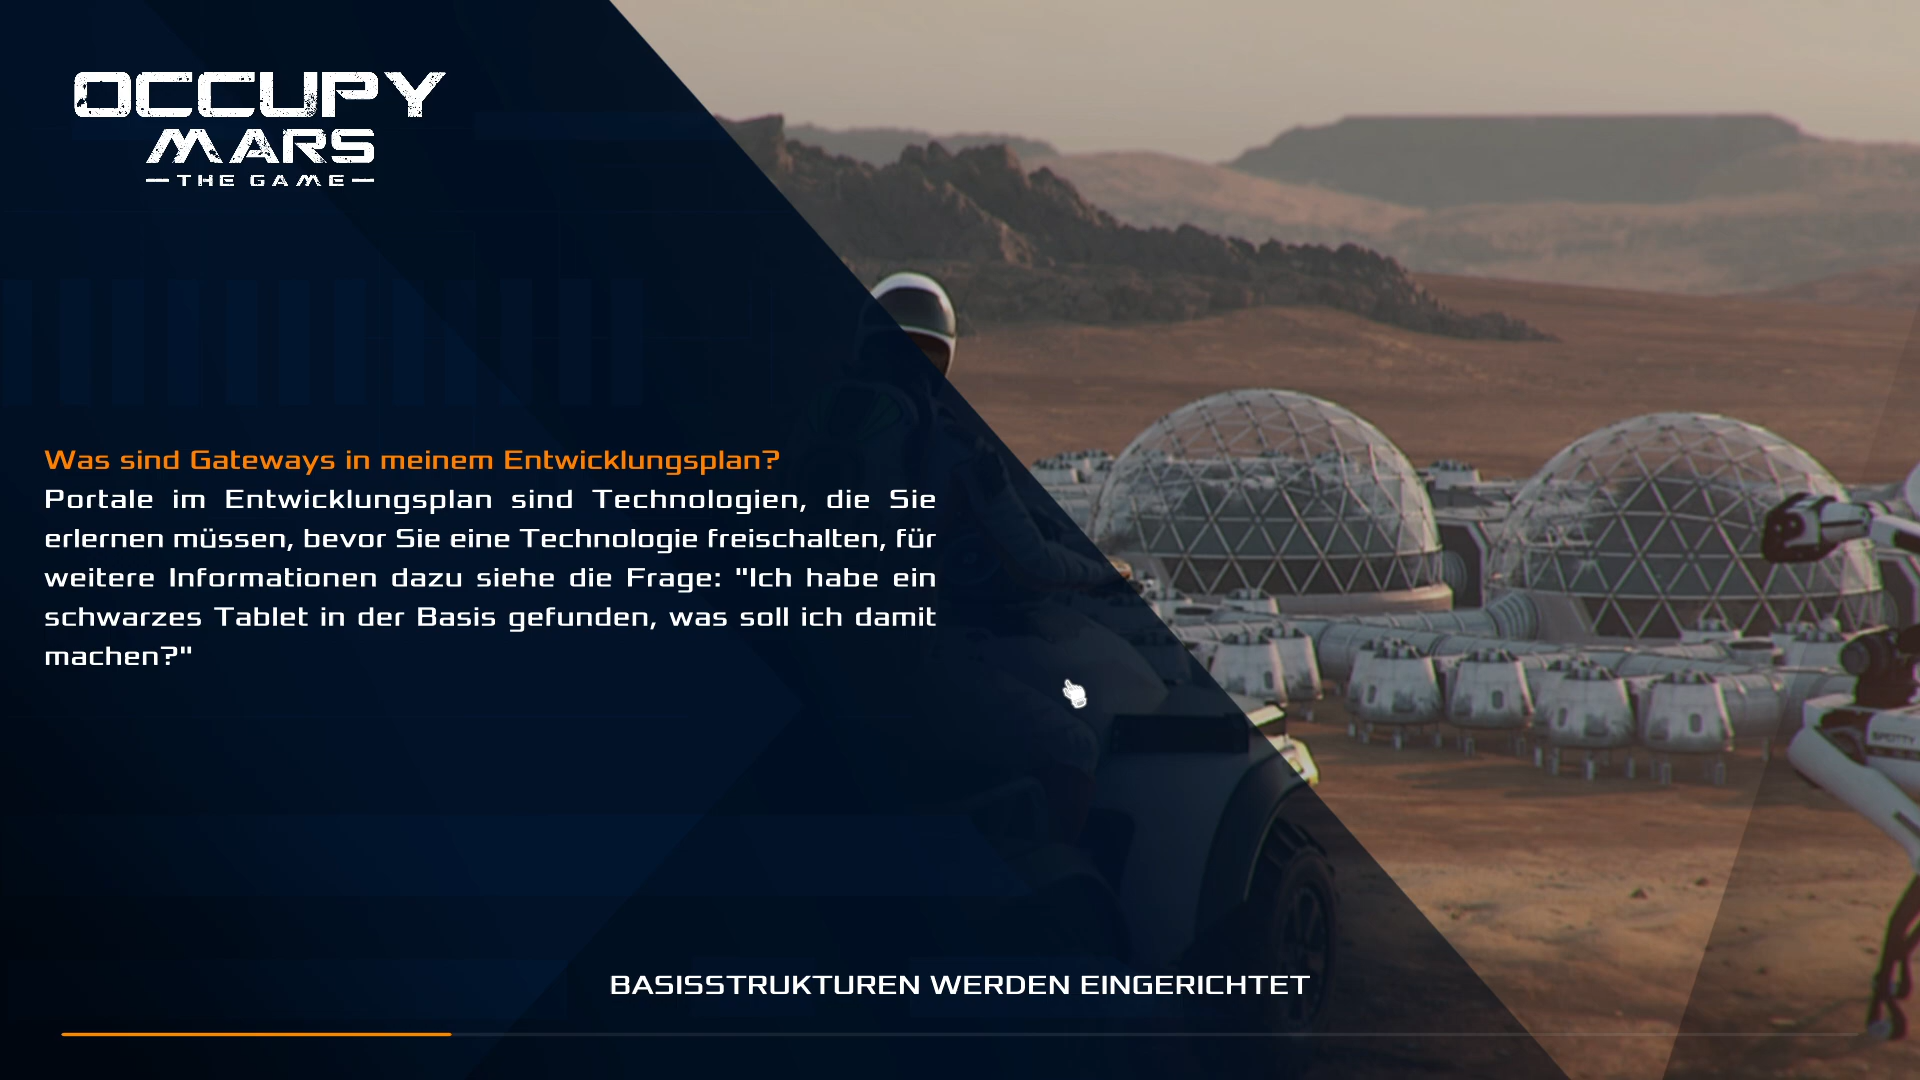 OCCUPY
MARS
THE GAME
Was sind Gateways in meinem Entwicklungsplan?
Portale im Entwicklungsplan sind Technologien, die Sie
erlernen müssen, bevor Sie eine Technologie freischalten, für
weitere Informationen dazu siehe die Frage: "Ich habe ein
schwarzes Tablet in der Basis gefunden, was soll ich damit
machen?"
SPOTTY
BASISSTRUKTUREN WERDEN EINGERICHTET